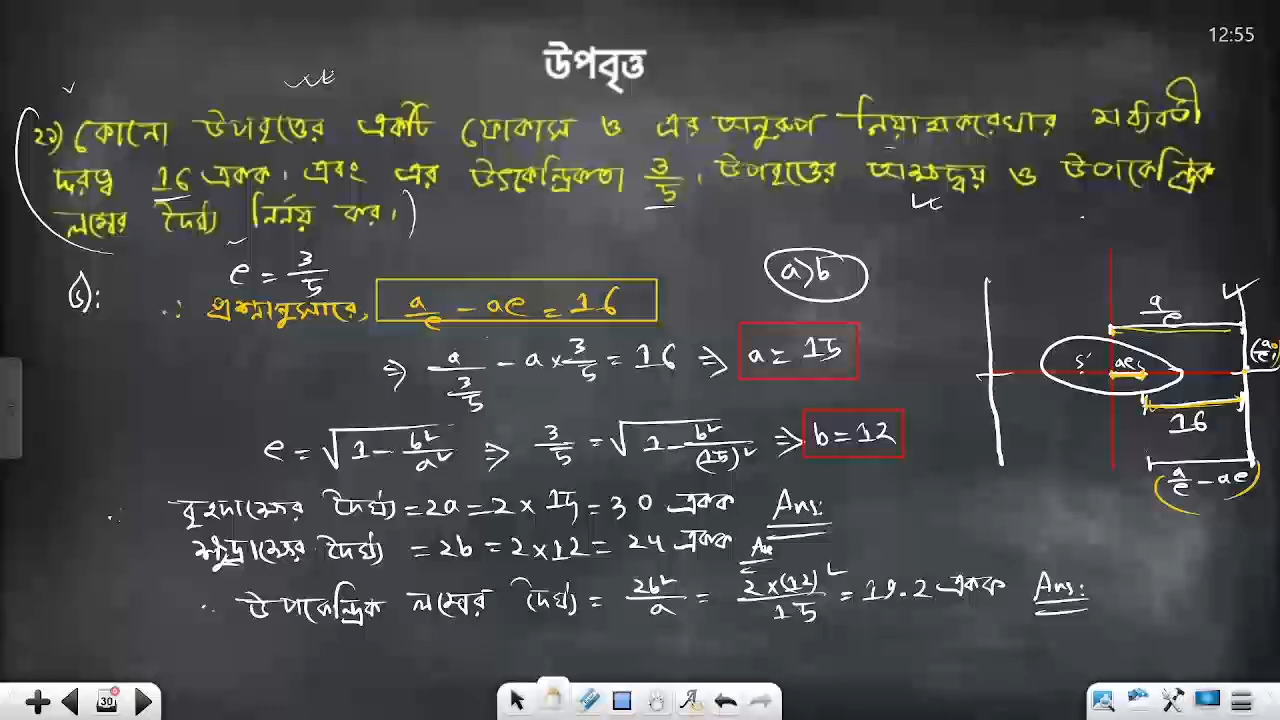 12:55
উপবৃত্ত
২১) কোনো উপবৃত্তের একটি ফোকাস ও এর অনুরূপ নিয়ামকরেখার মধ্যবর্তী
দূরত্ব 16 একক। এবং এর উৎকেন্দ্রিকতা 3/5. উপবৃত্তের অক্ষদ্বয় ও উপকেন্দ্রিক
লম্বের দৈর্ঘ্য নির্ণয় কর।)
e = 3/5
a>b
∴ প্রশ্নানুসারে, a/e - ae = 16
⇒ a/(3/5) - a×3/5 = 16 ⇒ a = 15
e = √(1 - b²/a²) ⇒ 3/5 = √(1 - b²/(15)²) ⇒ b = 12
∴ বৃহদাক্ষের দৈর্ঘ্য = 2a = 2 × 15 = 30 একক Ans:
ক্ষুদ্রাক্ষের দৈর্ঘ্য = 2b = 2×12 = 24 একক Ans
∴ উপকেন্দ্রিক লম্বের দৈর্ঘ্য = 2b²/a = 2×(12)²/15 = 19.2 একক Ans:
a/e
S' ae S
16
a/e - ae
30